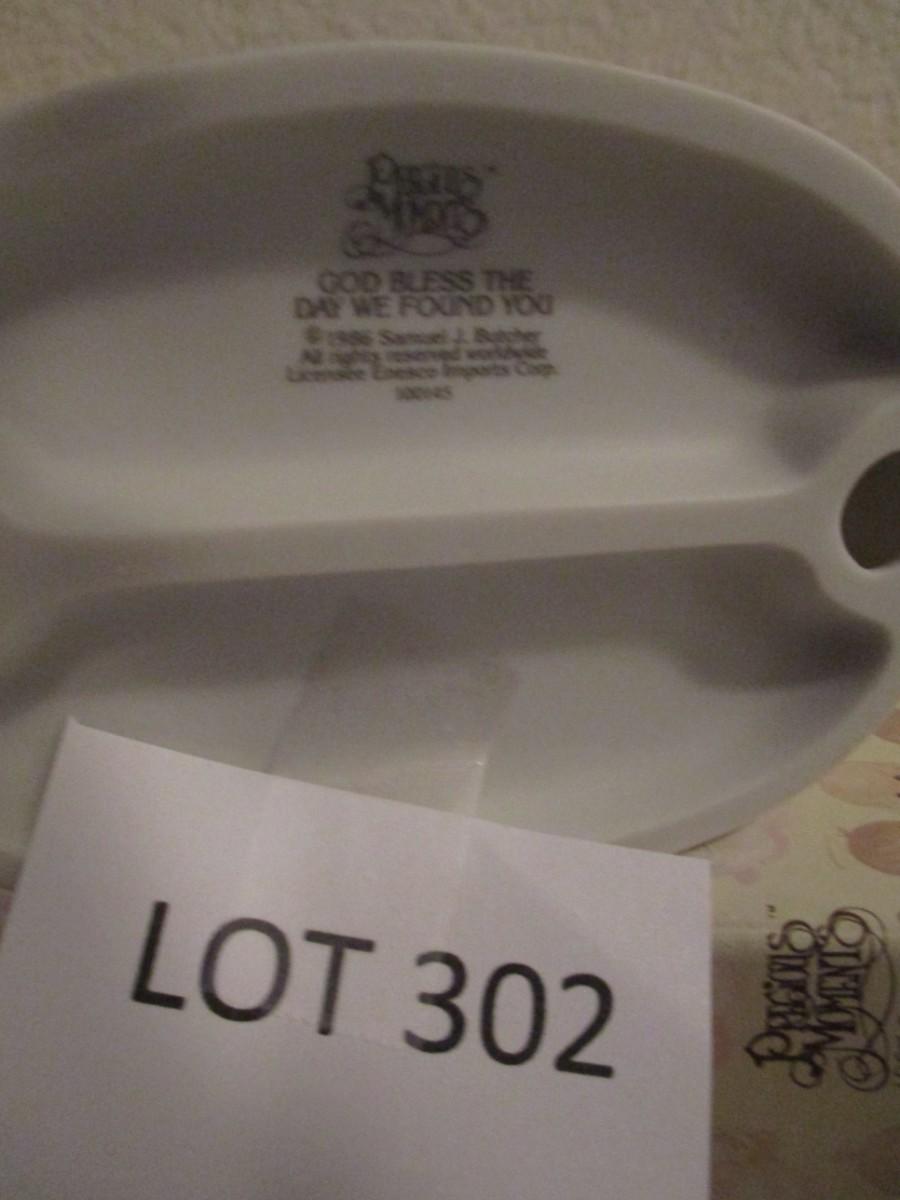 PRECIOUS
MOMENTS
GOD BLESS THE
DAY WE FOUND YOU
©1986 Samuel J. Butcher
All rights reserved worldwide
Licensee Enesco Imports Corp.
100145
LOT 302
PRECIOUS
MOMENTS